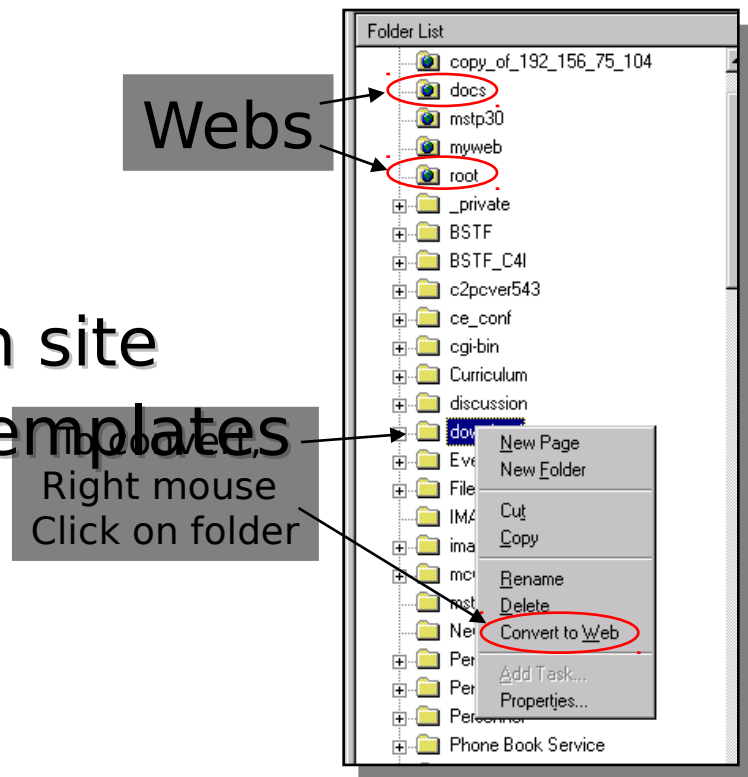 Folder List
copy_of_192_156_75_104
docs
mstp30
myweb
root
_private
BSTF
BSTF_C4I
c2pcver543
ce_conf
cgi-bin
Curriculum
discussion
Phone Book Service
New Page
New Folder
Cut
Copy
Rename
Delete
Convert to Web
Add Task...
Properties...
Webs
site
To convert,
Right mouse
Click on folder